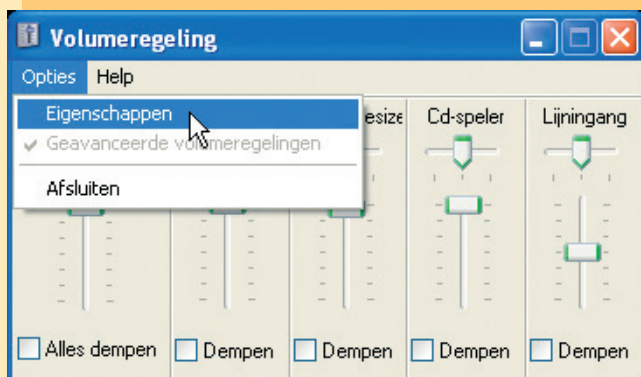 Volumeregeling
Opties Help
Eigenschappen
Geavanceerde volumeregelingen
Afsluiten
Cd-speler
Lijningang
Alles dempen
Dempen
Dempen
Dempen
Dempen